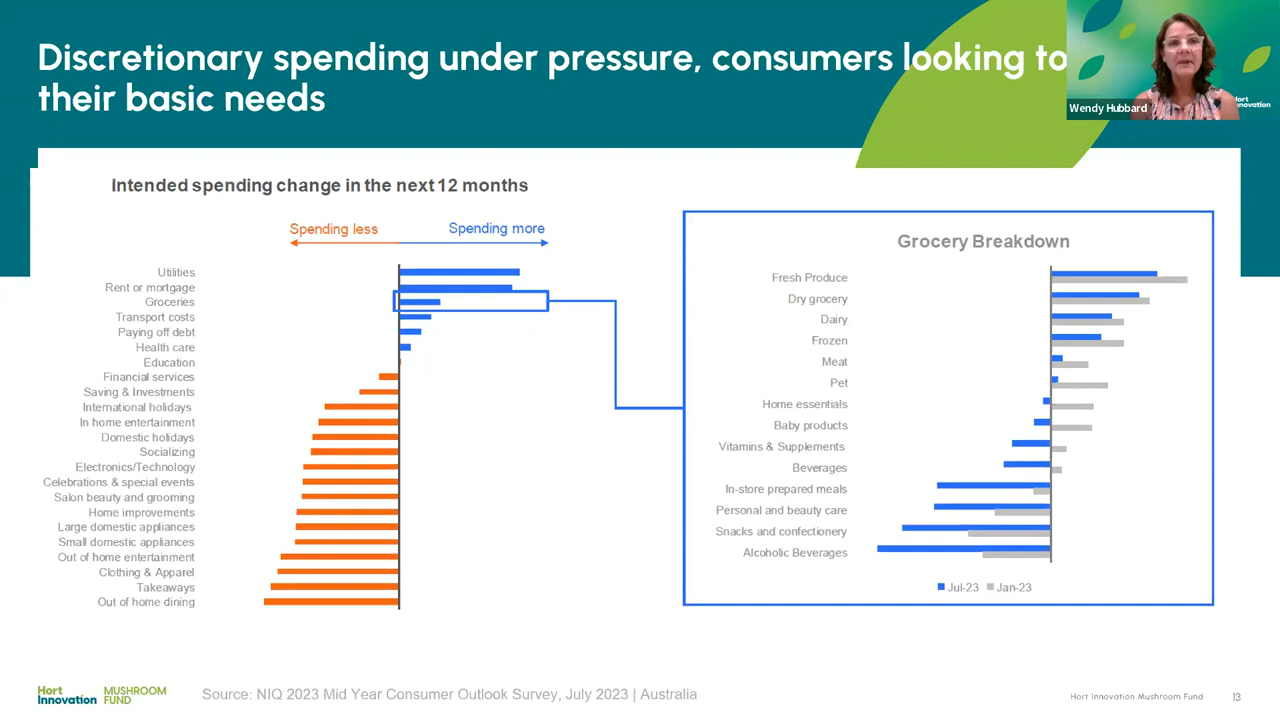 Discretionary spending under pressure, consumers looking to
their basic needs
Wendy Hubbard
Hort
Innovation
Intended spending change in the next 12 months
Spending less
Spending more
Utilities
Rent or mortgage
Groceries
Transport costs
Paying off debt
Health care
Education
Financial services
Saving & Investments
International holidays
In home entertainment
Domestic holidays
Socializing
Electronics/Technology
Celebrations & special events
Salon beauty and grooming
Home improvements
Large domestic appliances
Small domestic appliances
Out of home entertainment
Clothing & Apparel
Takeaways
Out of home dining
Grocery Breakdown
Fresh Produce
Dry grocery
Dairy
Frozen
Meat
Pet
Home essentials
Baby products
Vitamins & Supplements
Beverages
In-store prepared meals
Personal and beauty care
Snacks and confectionery
Alcoholic Beverages
Jul-23 Jan-23
Hort
Innovation
MUSHROOM
FUND
Source: NIQ 2023 Mid Year Consumer Outlook Survey, July 2023 | Australia
Hort Innovation Mushroom Fund
13